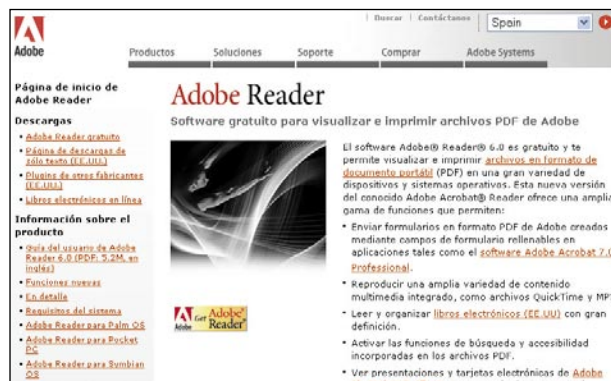 Buscar | Contáctanos
Spain
Adobe
Productos Soluciones Soporte Comprar Adobe Systems
Página de inicio de
Adobe Reader
Descargas
• Adobe Reader gratuito
• Página de descargas de
sólo texto (EE.UU.)
• Plugins de otros fabricantes
(EE.UU.)
• Libros electrónicos en línea
Información sobre el
producto
• Guía del usuario de Adobe
Reader 6.0 (PDF: 5.2M, en
inglés)
• Funciones nuevas
• En detalle
• Requisitos del sistema
• Adobe Reader para Palm OS
• Adobe Reader para Pocket
PC
• Adobe Reader para Symbian
OS
Adobe Reader
Software gratuito para visualizar e imprimir archivos PDF de Adobe
Adobe
Get Adobe®
Reader®
El software Adobe® Reader® 6.0 es gratuito y te
permite visualizar e imprimir archivos en formato de
documento portátil (PDF) en una gran variedad de
dispositivos y sistemas operativos. Esta nueva versión
del conocido Adobe Acrobat® Reader ofrece una amplia
gama de funciones que permiten:
• Enviar formularios en formato PDF de Adobe creados
mediante campos de formulario rellenables en
aplicaciones tales como el software Adobe Acrobat 7.0
Professional.
• Reproducir una amplia variedad de contenido
multimedia integrado, como archivos QuickTime y MP
• Leer y organizar libros electrónicos (EE.UU) con gran
definición.
• Activar las funciones de búsqueda y accesibilidad
incorporadas en los archivos PDF.
• Ver presentaciones y tarjetas electrónicas de Adobe